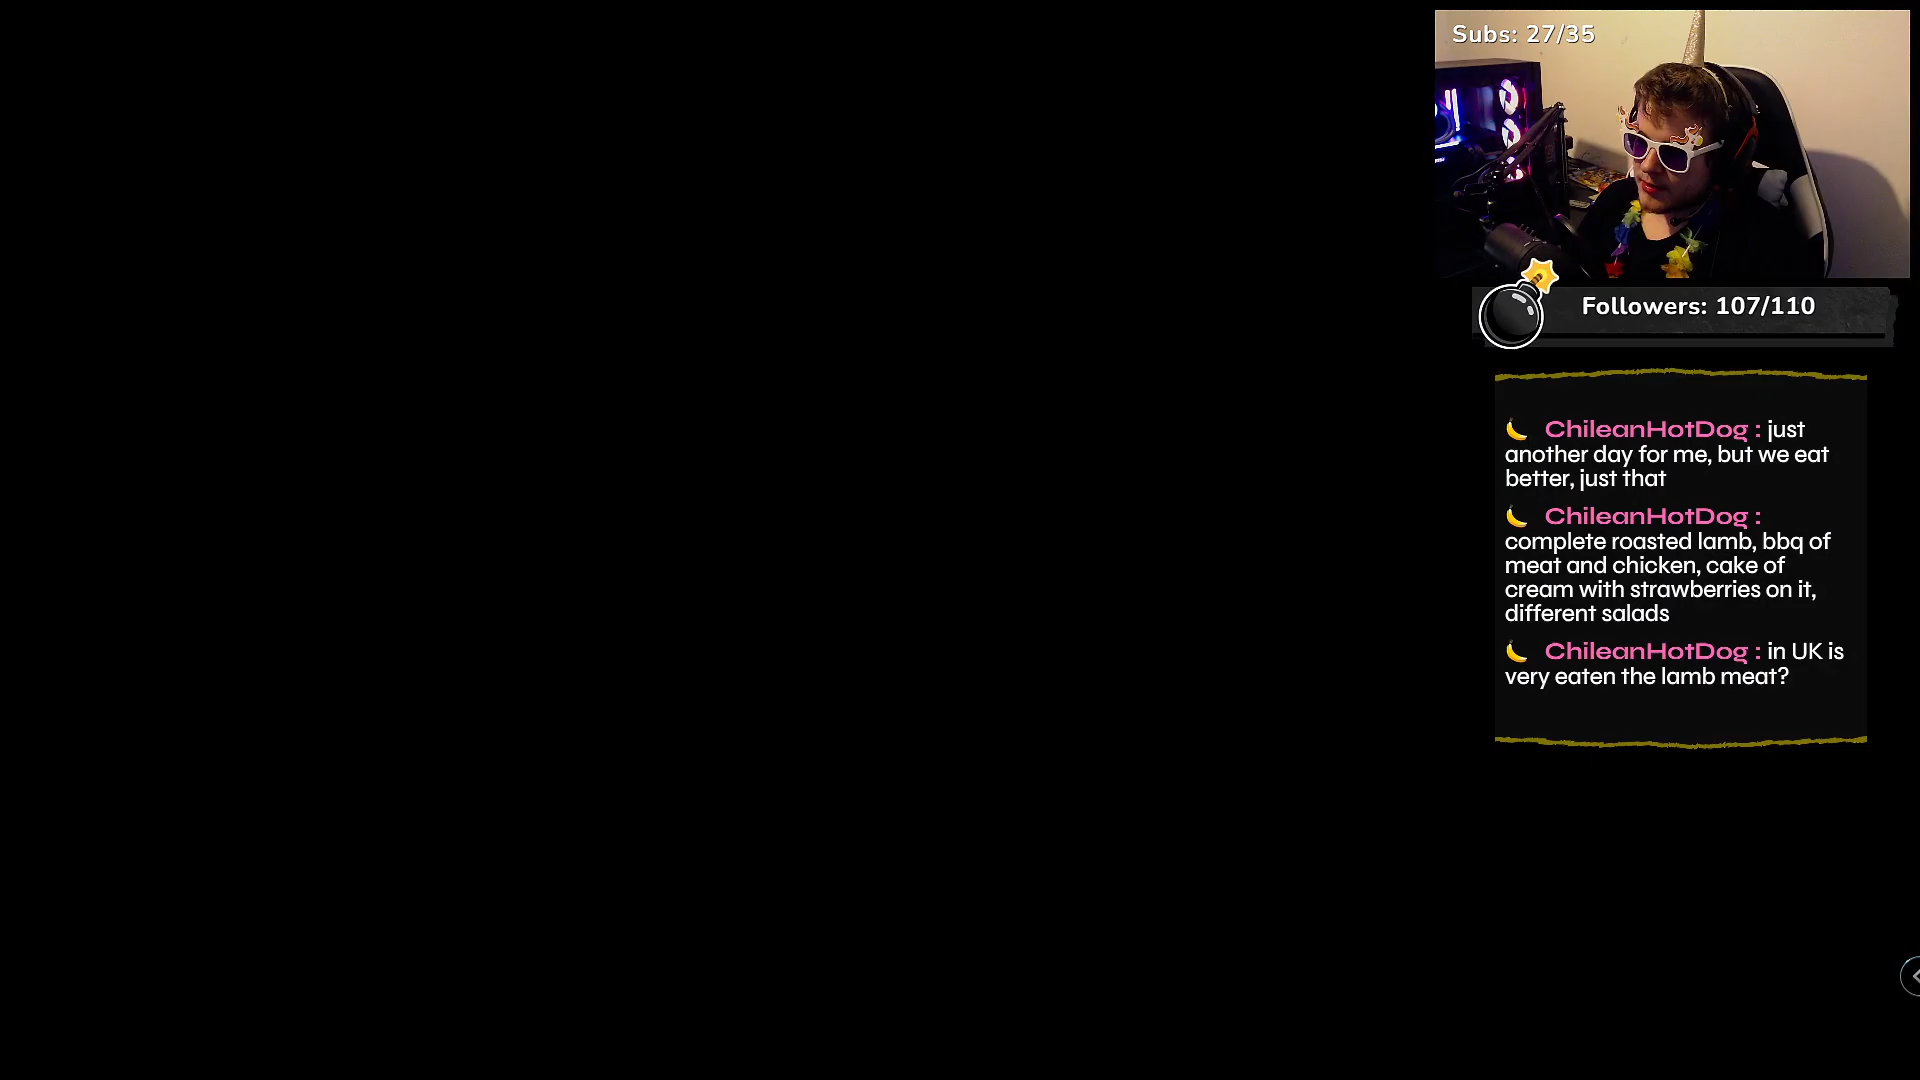 Subs: 27/35
Followers: 107/110
ChileanHotDog : just
another day for me, but we eat
better, just that
ChileanHotDog :
complete roasted lamb, bbq of
meat and chicken, cake of
cream with strawberries on it,
different salads
ChileanHotDog : in UK is
very eaten the lamb meat?